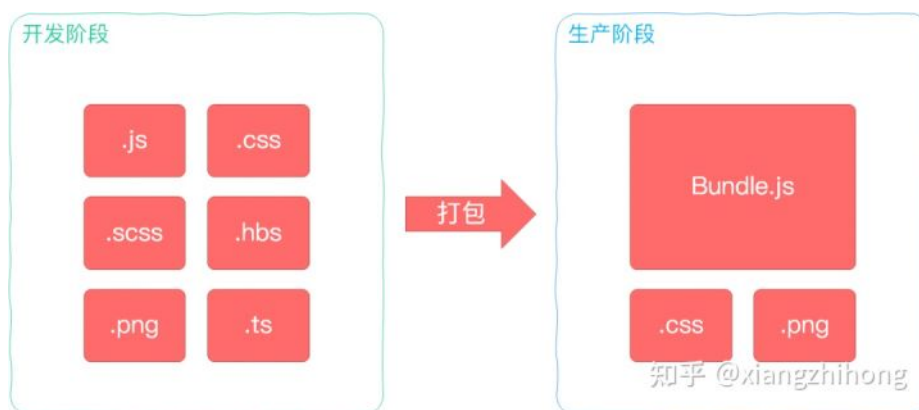 开发阶段
.js
.css
.scss
.hbs
.png
.ts
打包
生产阶段
Bundle.js
.css
.png
知乎 @xiangzhihong